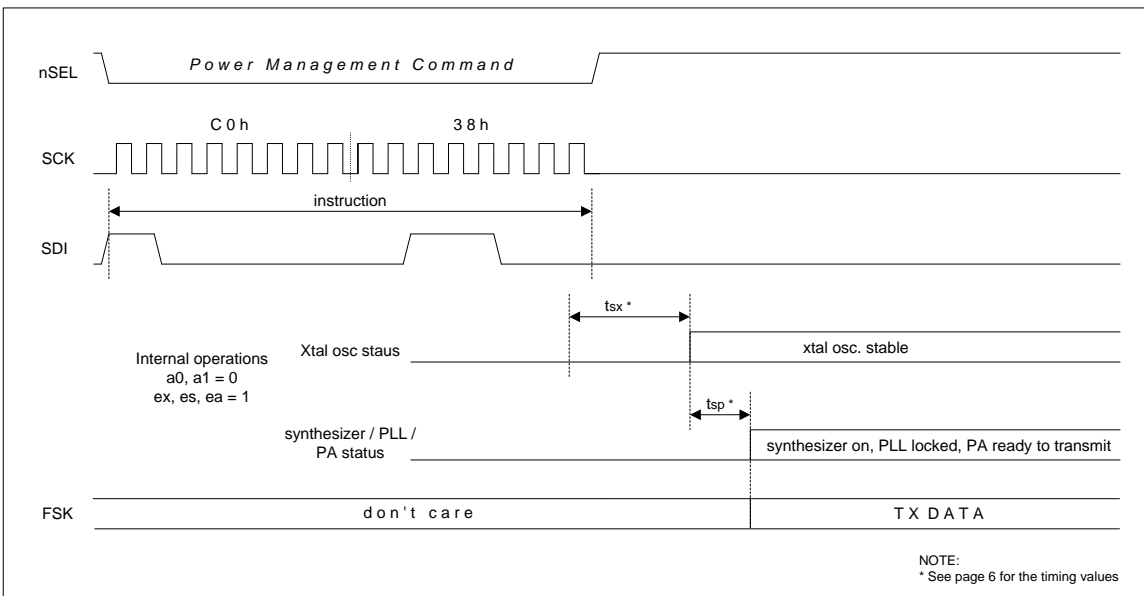 nSEL
Power Management Command
C0h
38h
SCK
instruction
SDI
tsx *
Xtal osc staus
xtal osc. stable
Internal operations
a0, a1 = 0
ex, es, ea = 1
tsp *
synthesizer / PLL /
PA status
synthesizer on, PLL locked, PA ready to transmit
FSK
don't care
TX DATA
NOTE:
* See page 6 for the timing values